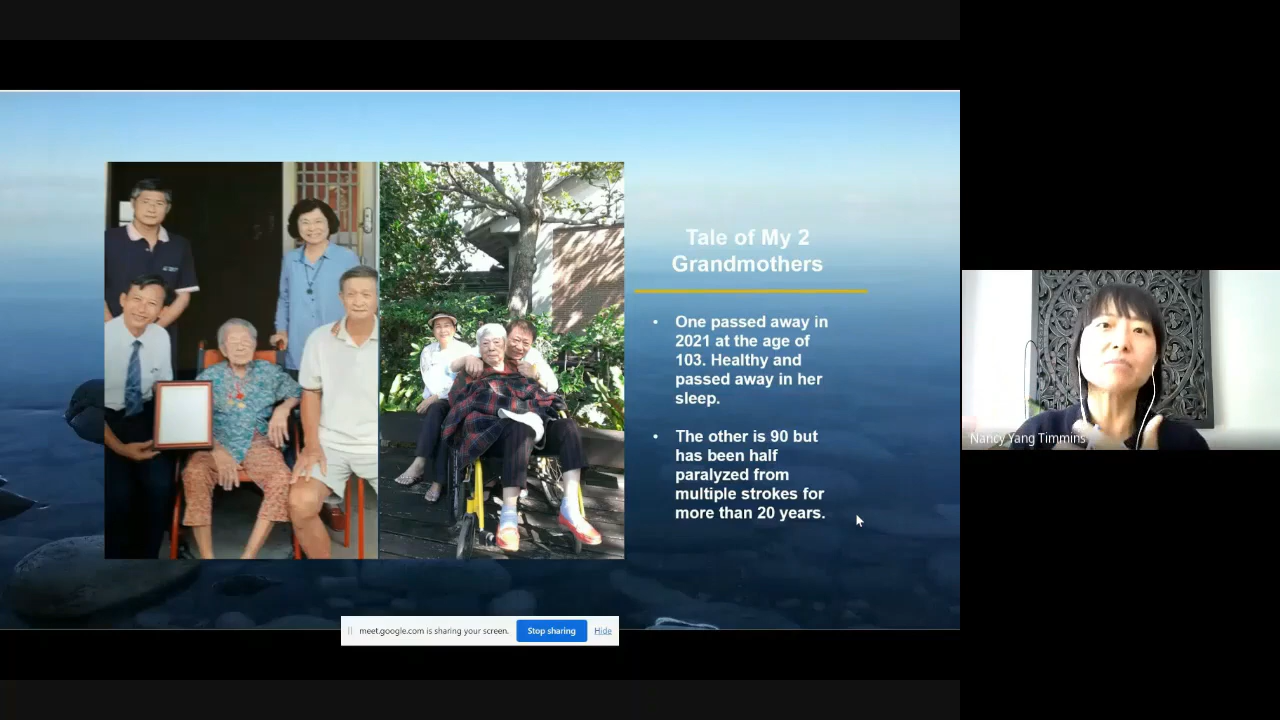 Tale of My 2
Grandmothers
• One passed away in
2021 at the age of
103. Healthy and
passed away in her
sleep.
• The other is 90 but
has been half
paralyzed from
multiple strokes for
more than 20 years.
Nancy Yang Timmins
meet.google.com is sharing your screen.
Stop sharing
Hide